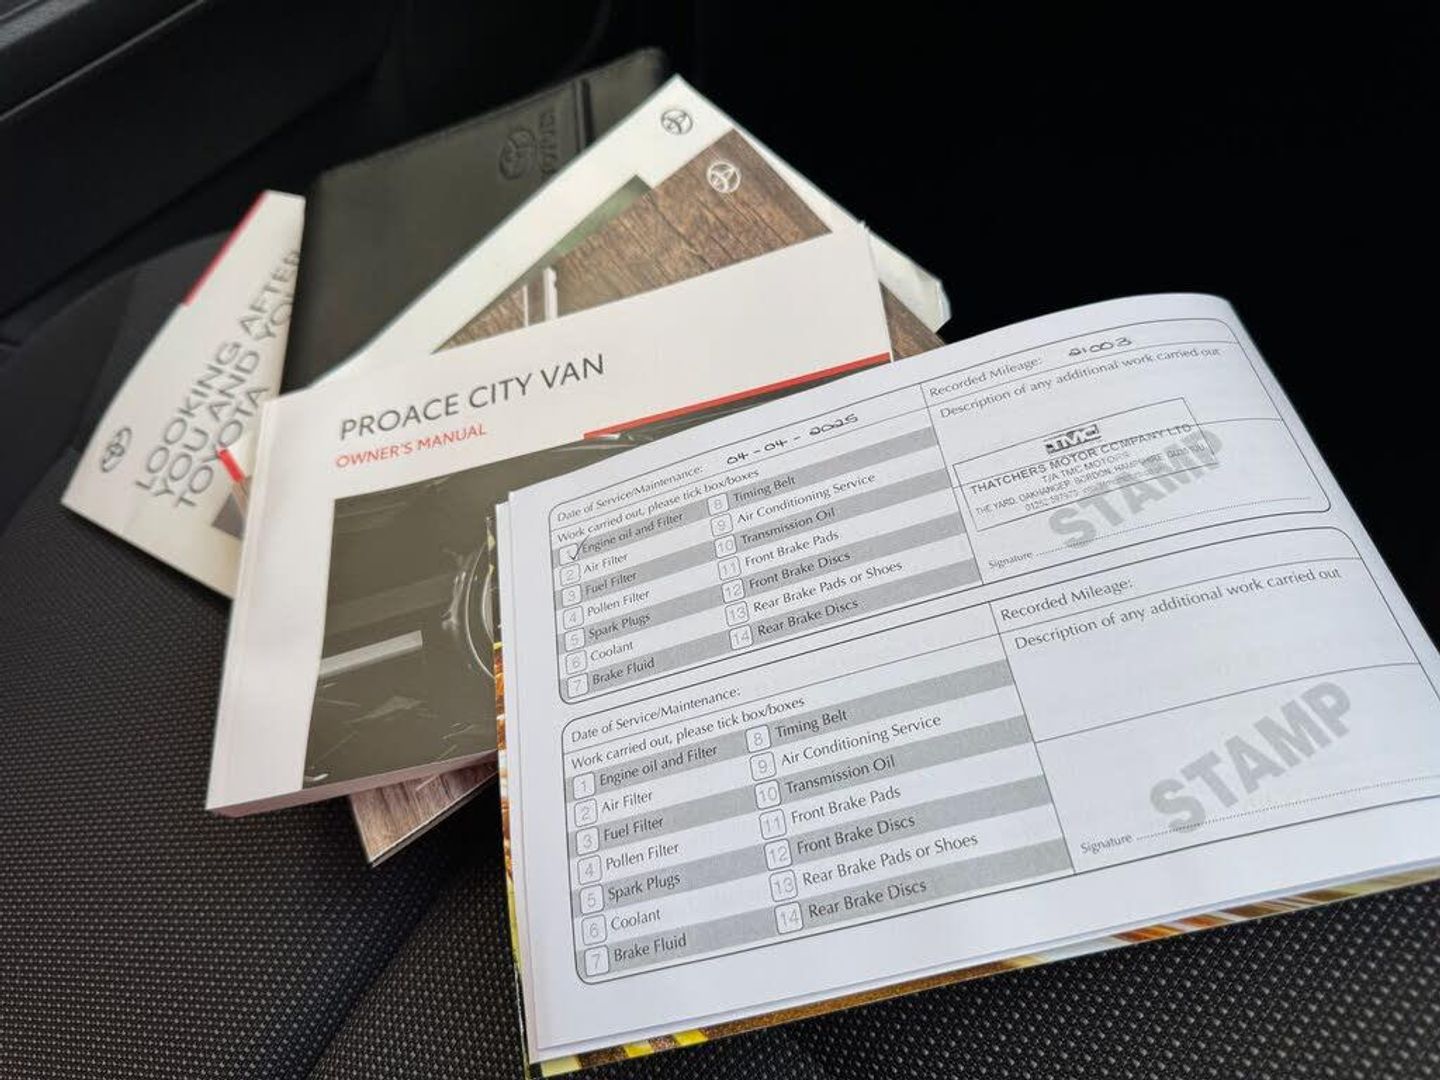 TOYOTA
LOOKING AFTER
YOU AND YOUR
TOYOTA
PROACE CITY VAN
OWNER'S MANUAL
Date of Service/Maintenance: 04-04-2025
Work carried out, please tick box/boxes
1 Engine oil and Filter
2 Air Filter
3 Fuel Filter
4 Pollen Filter
5 Spark Plugs
6 Coolant
7 Brake Fluid
8 Timing Belt
9 Air Conditioning Service
10 Transmission Oil
11 Front Brake Pads
12 Front Brake Discs
13 Rear Brake Pads or Shoes
14 Rear Brake Discs
Recorded Mileage: 21003
Description of any additional work carried out
TMC
THATCHERS MOTOR COMPANY LTD
T/A TMC MOTORS
THE YARD, OAKHANGER, BORDON, HAMPSHIRE
STAMP
Signature
Date of Service/Maintenance:
Work carried out, please tick box/boxes
1 Engine oil and Filter
2 Air Filter
3 Fuel Filter
4 Pollen Filter
5 Spark Plugs
6 Coolant
7 Brake Fluid
8 Timing Belt
9 Air Conditioning Service
10 Transmission Oil
11 Front Brake Pads
12 Front Brake Discs
13 Rear Brake Pads or Shoes
14 Rear Brake Discs
Recorded Mileage:
Description of any additional work carried out
STAMP
Signature